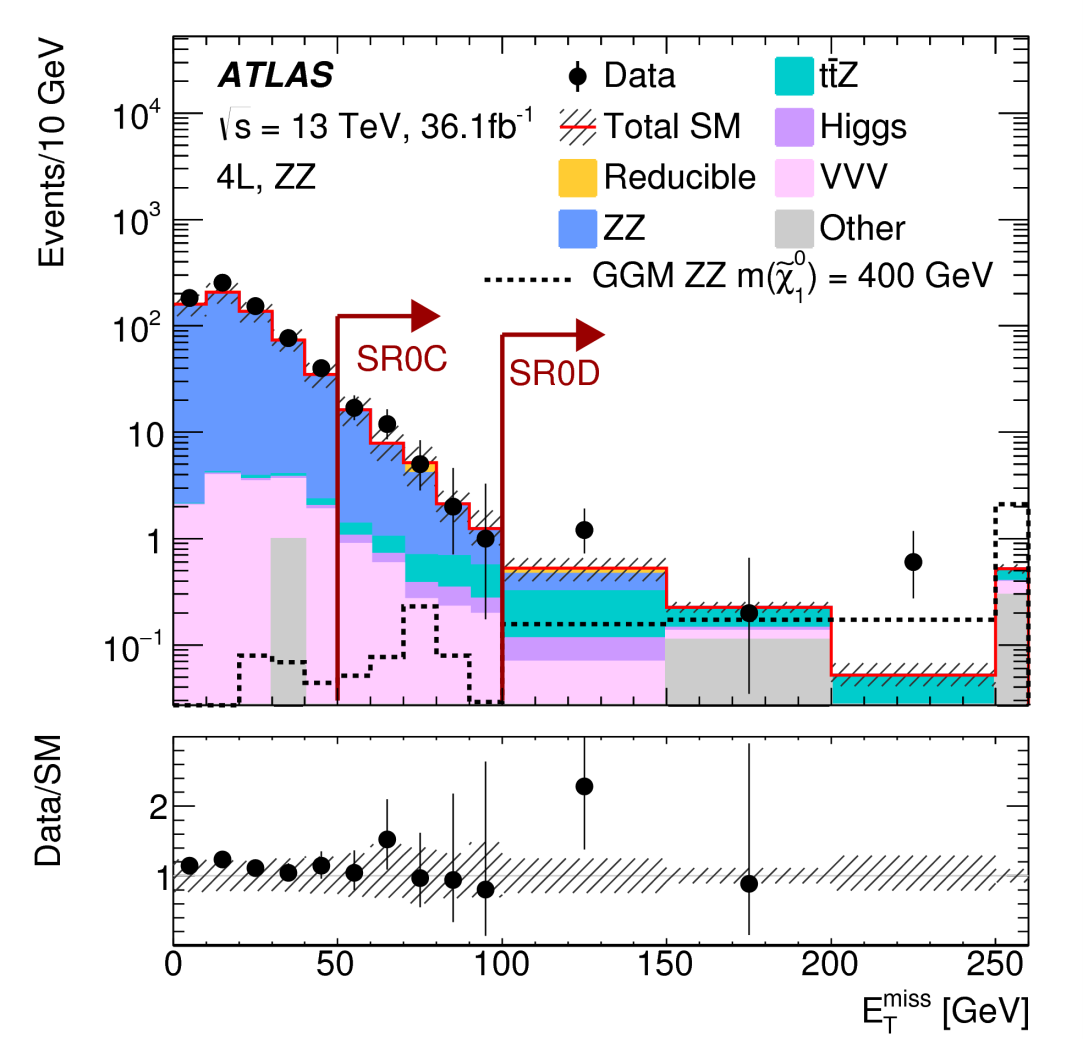 Events/10 GeV
10⁴
10³
10²
10
1
10⁻¹
ATLAS
√s = 13 TeV, 36.1fb⁻¹
4L, ZZ
Data
Total SM
Reducible
ZZ
tt̄Z
Higgs
VVV
Other
GGM ZZ m(χ̃⁰₁) = 400 GeV
SR0C
SR0D
Data/SM
2
1
0 50 100 150 200 250
E_T^miss [GeV]